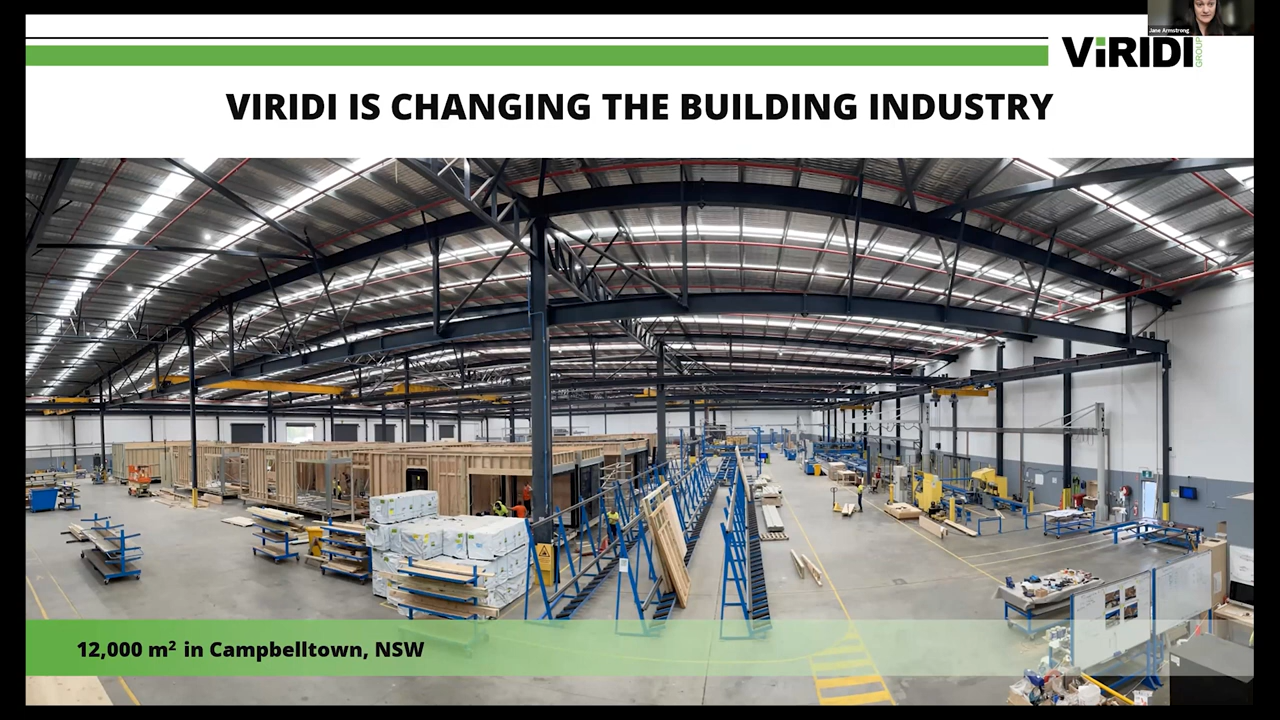 Jane Armstrong
ViRIDI
GROUP
VIRIDI IS CHANGING THE BUILDING INDUSTRY
12,000 m² in Campbelltown, NSW